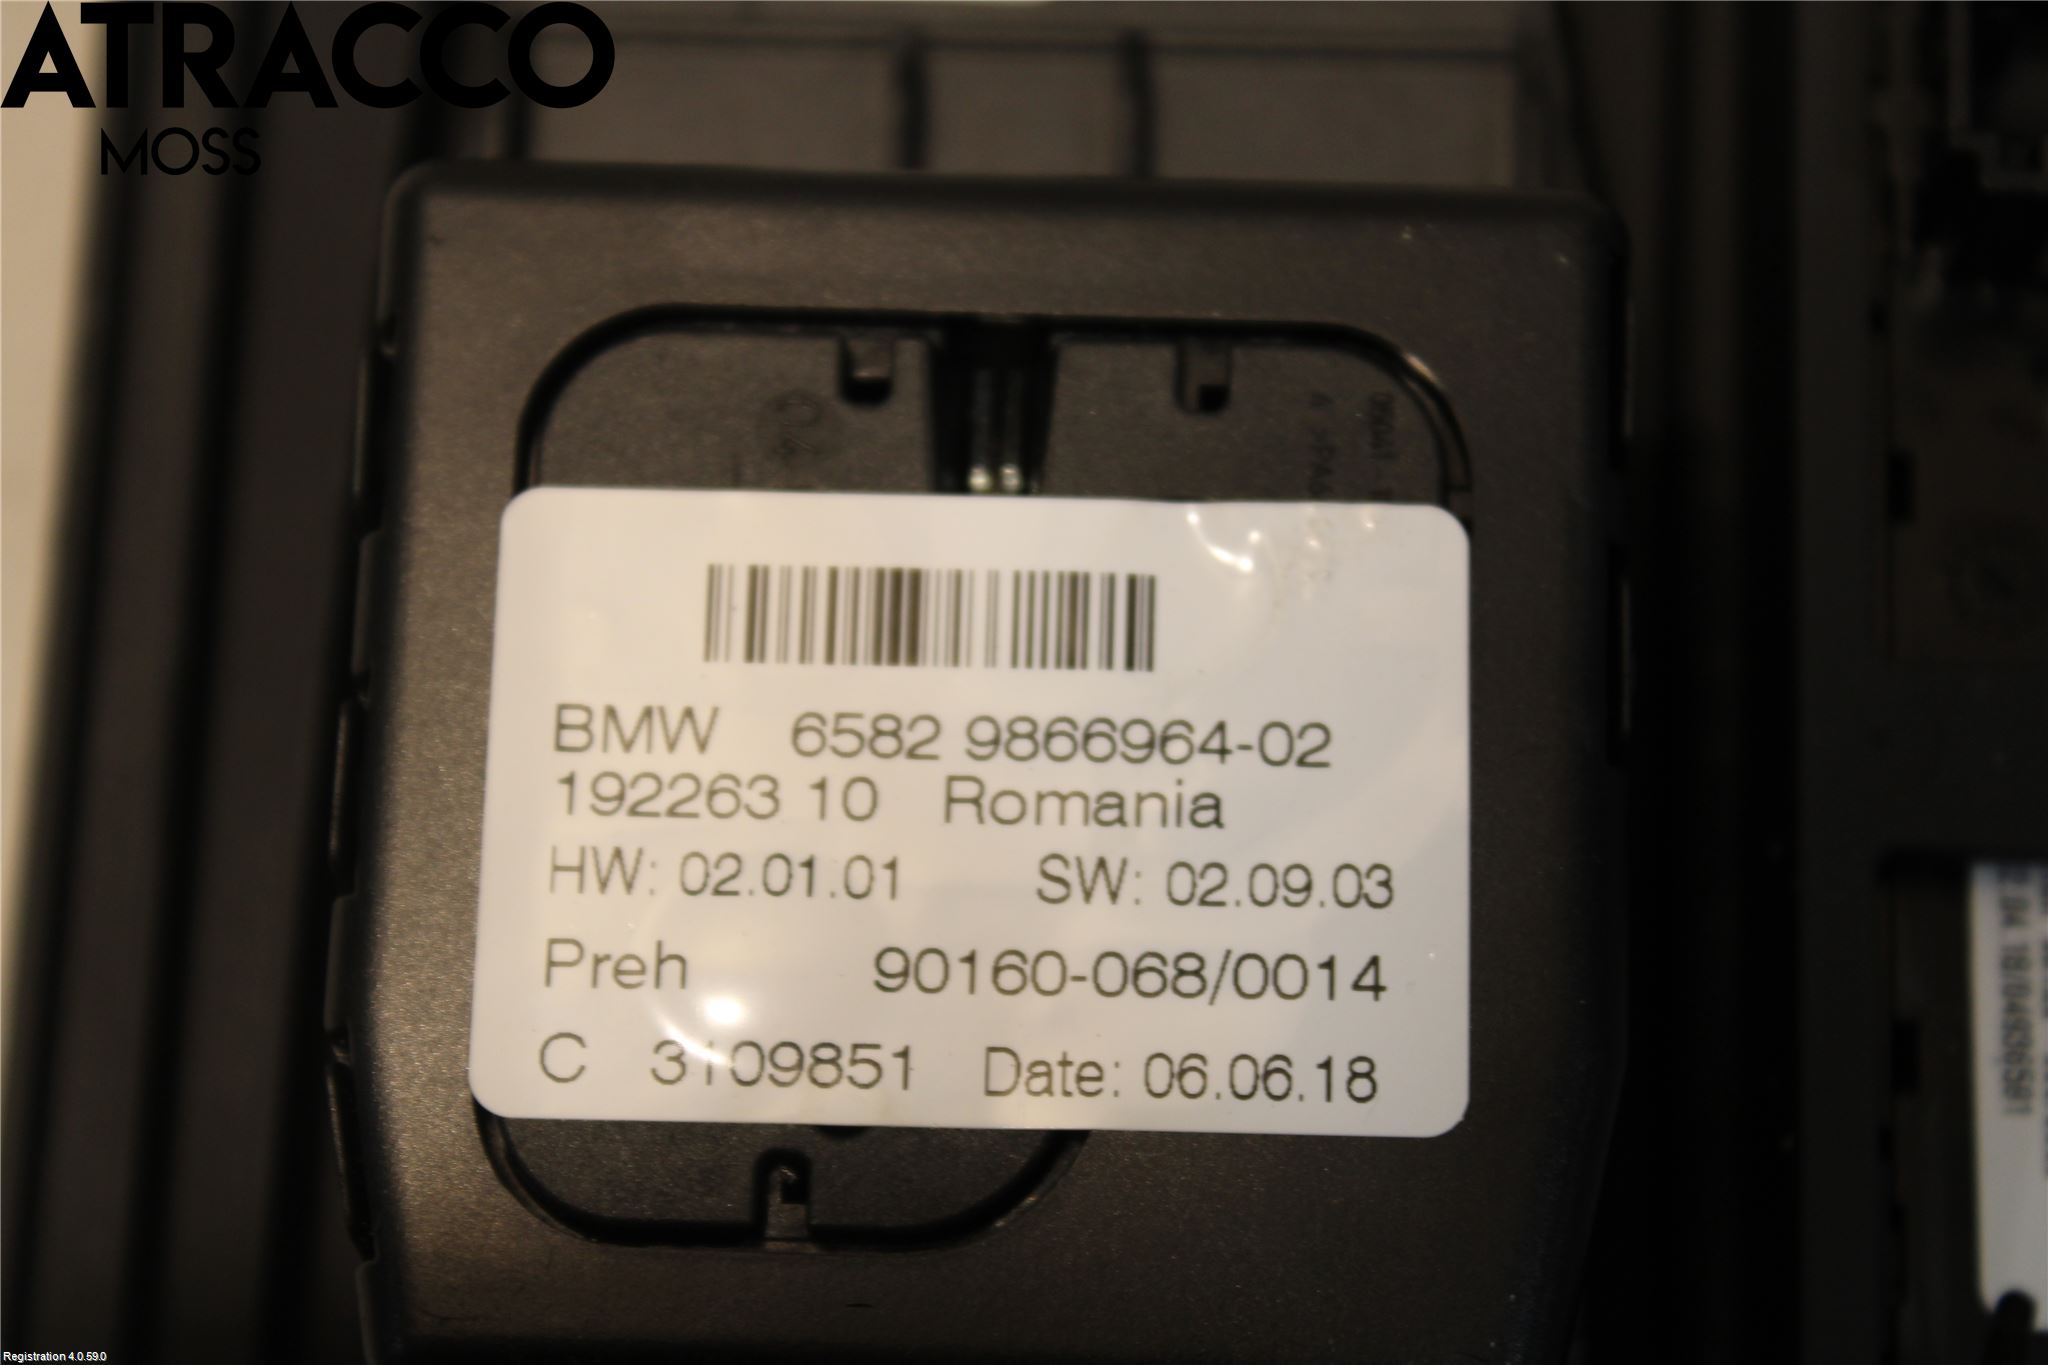 ATRACCO
MOSS
04
BMW 6582 9866964-02
192263 10 Romania
HW: 02.01.01 SW: 02.09.03
Preh 90160-068/0014
C 3109851 Date: 06.06.18
Registration 4.0.59.0